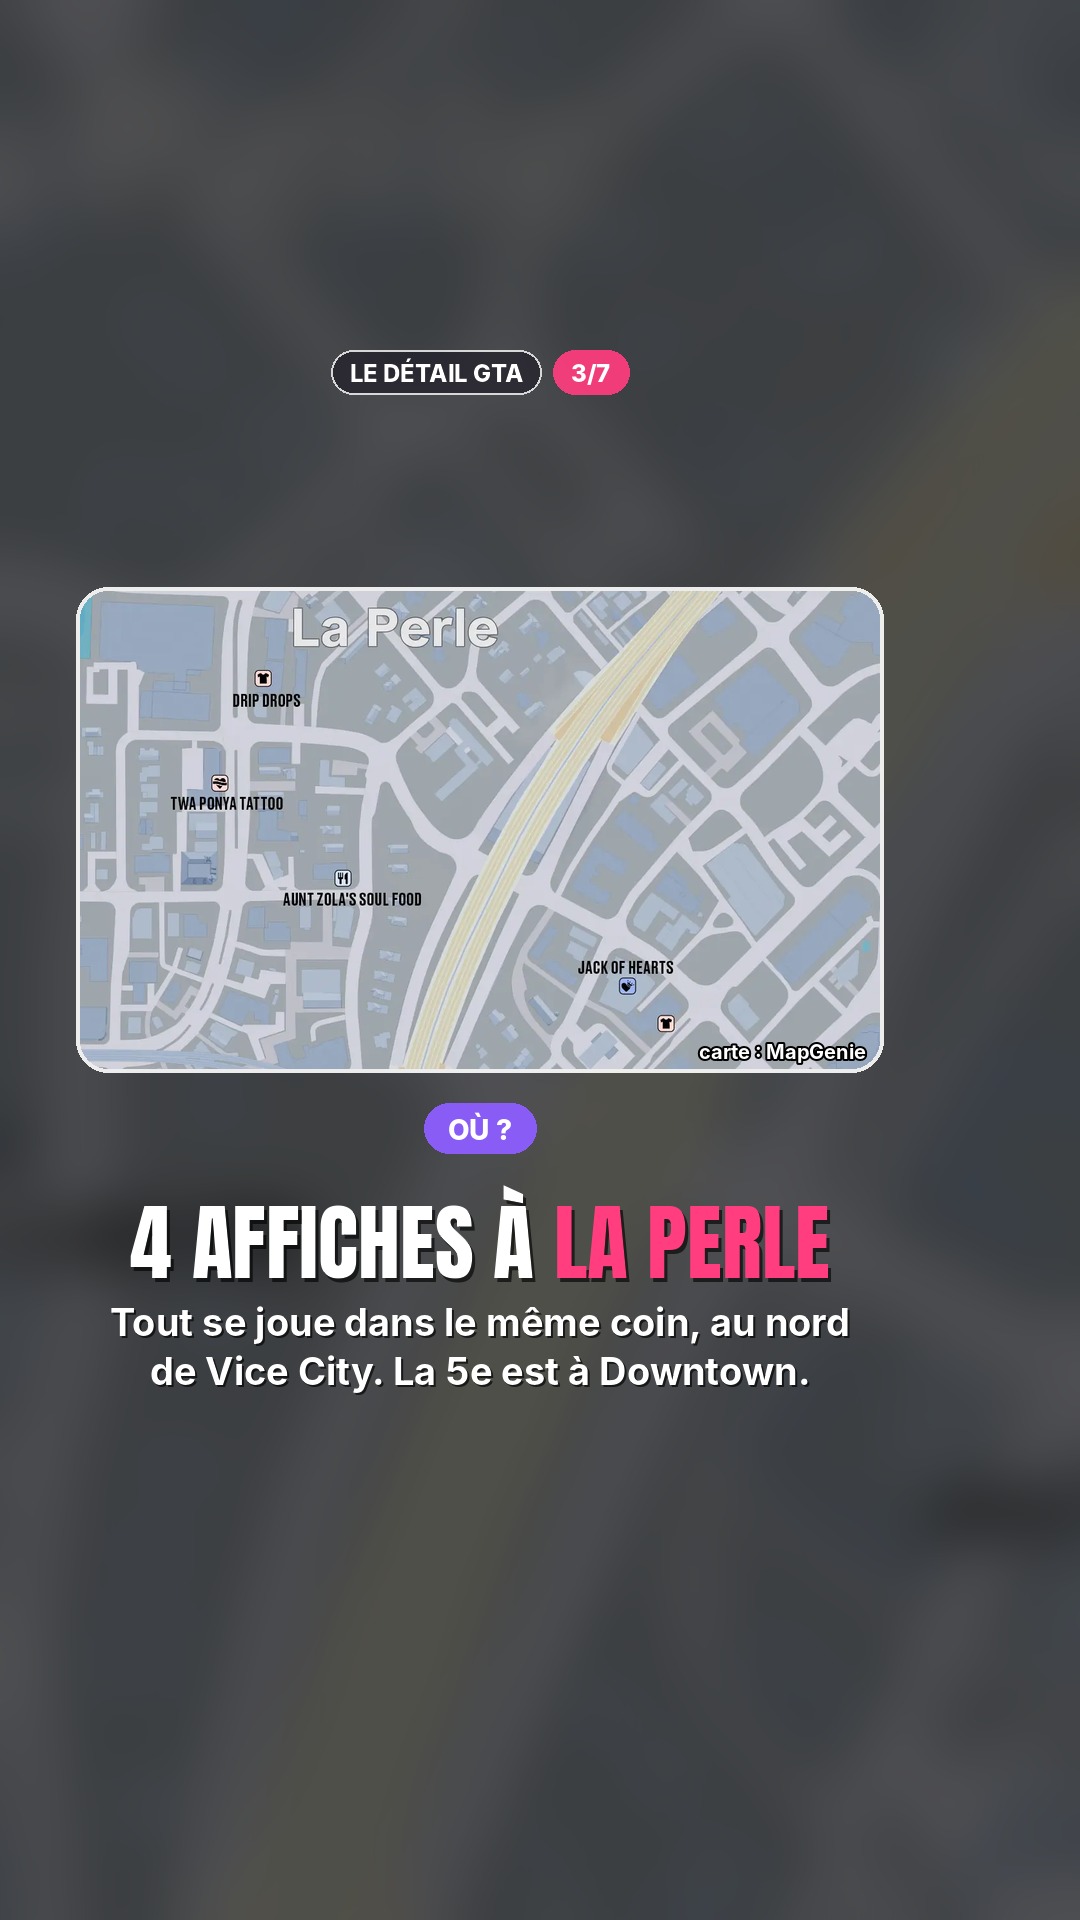 LE DÉTAIL GTA 3/7
La Perle
DRIP DROPS
TWA PONYA TATTOO
AUNT ZOLA'S SOUL FOOD
JACK OF HEARTS
carte : MapGenie
OÙ ?
4 AFFICHES À LA PERLE
Tout se joue dans le même coin, au nord
de Vice City. La 5e est à Downtown.